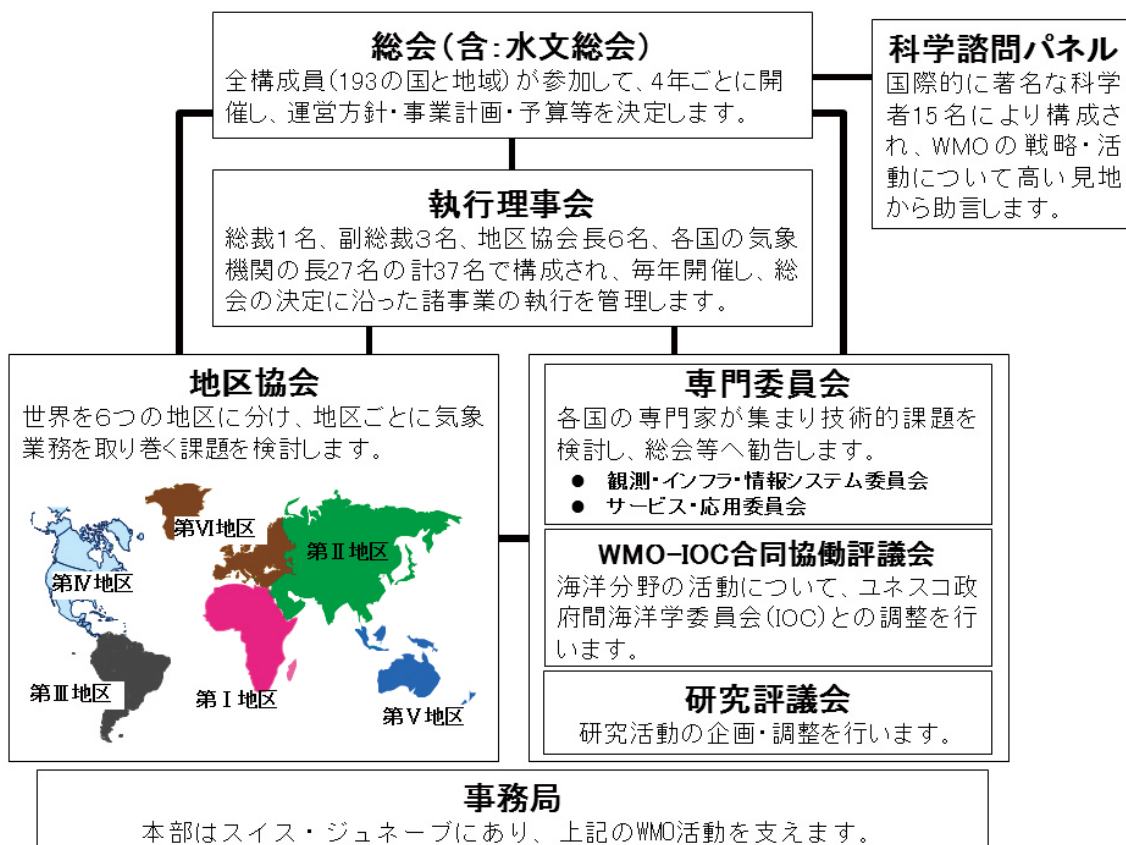 総会(含:水文総会)
全構成員(193の国と地域)が参加して、4年ごとに開
催し、運営方針・事業計画・予算等を決定します。
科学諮問パネル
国際的に著名な科学
者15名により構成さ
れ、WMOの戦略・活
動について高い見地
から助言します。
執行理事会
総裁1名、副総裁3名、地区協会長6名、各国の気象
機関の長27名の計37名で構成され、毎年開催し、総
会の決定に沿った諸事業の執行を管理します。
地区協会
世界を6つの地区に分け、地区ごとに気象
業務を取り巻く課題を検討します。
第Ⅵ地区
第Ⅱ地区
第Ⅳ地区
第Ⅲ地区
第Ⅰ地区
第Ⅴ地区
専門委員会
各国の専門家が集まり技術的課題を
検討し、総会等へ勧告します。
● 観測・インフラ・情報システム委員会
● サービス・応用委員会
WMO-IOC合同協働評議会
海洋分野の活動について、ユネスコ政
府間海洋学委員会(IOC)との調整を行
います。
研究評議会
研究活動の企画・調整を行います。
事務局
本部はスイス・ジュネーブにあり、上記のWMO活動を支えます。